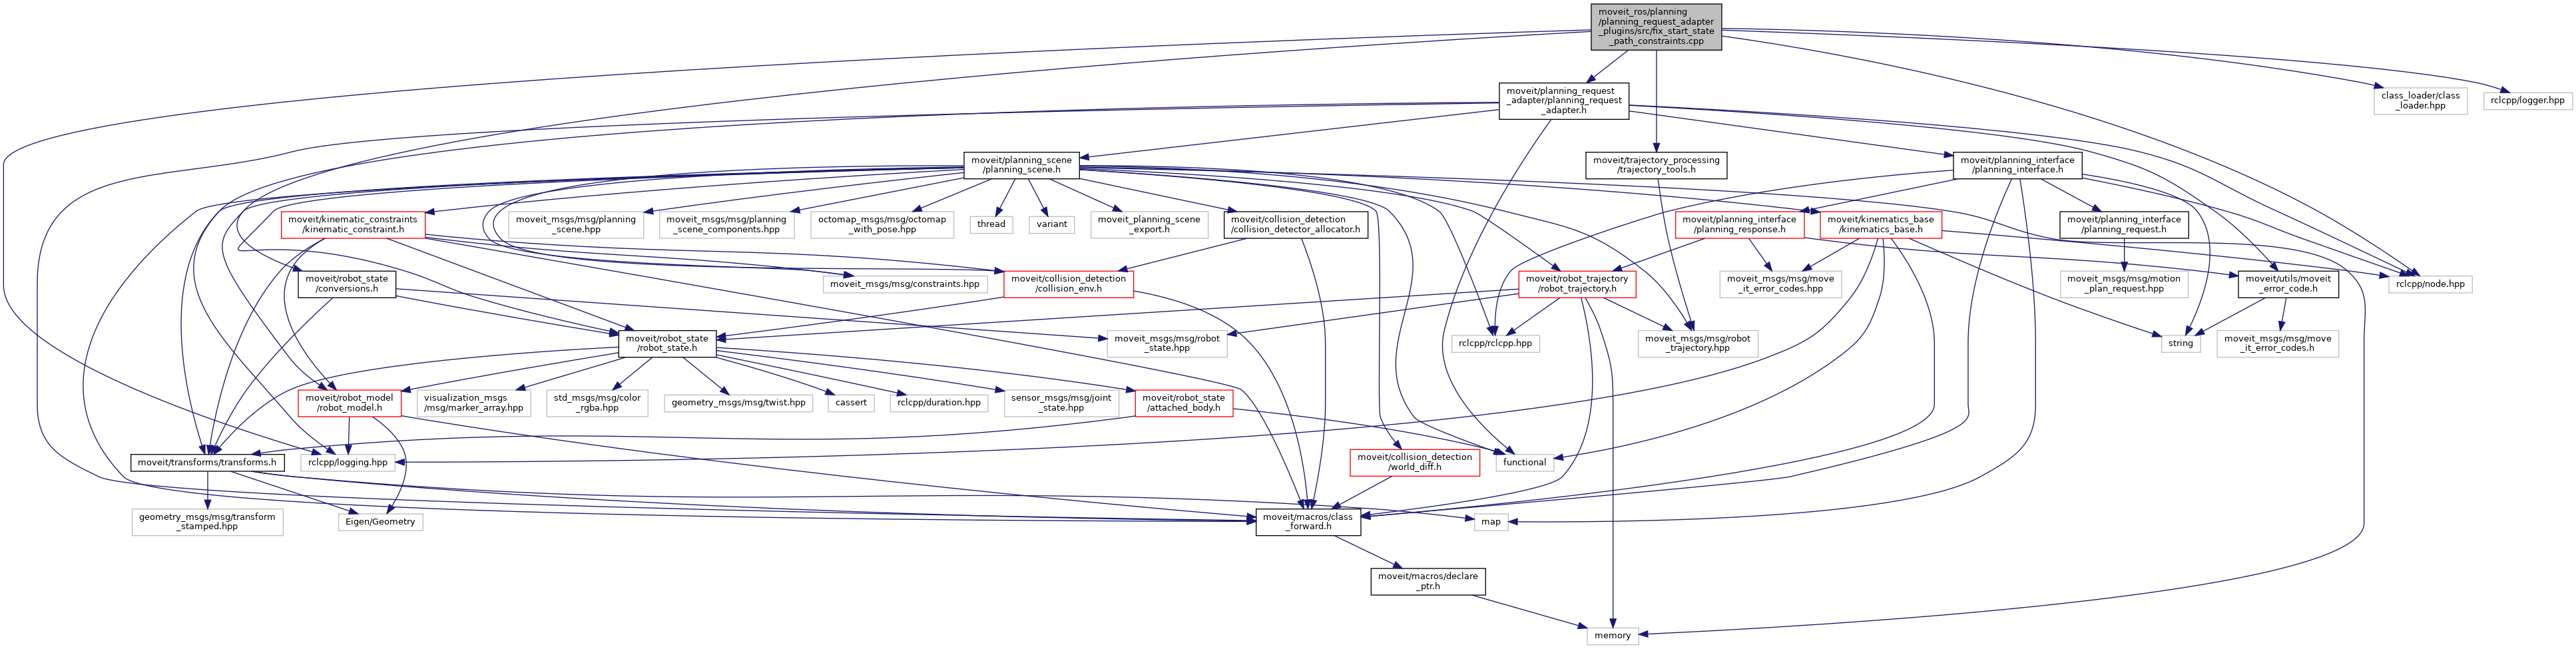 moveit_ros/planning
/planning_request_adapter
_plugins/src/fix_start_state
_path_constraints.cpp
moveit/planning_request
_adapter/planning_request
_adapter.h
class_loader/class
_loader.hpp
rclcpp/logger.hpp
moveit/planning_scene
/planning_scene.h
moveit/trajectory_processing
/trajectory_tools.h
moveit/planning_interface
/planning_interface.h
moveit/kinematic_constraints
/kinematic_constraint.h
moveit_msgs/msg/planning
_scene.hpp
moveit_msgs/msg/planning
_scene_components.hpp
octomap_msgs/msg/octomap
_with_pose.hpp
thread
variant
moveit_planning_scene
_export.h
moveit/collision_detection
/collision_detector_allocator.h
moveit/planning_interface
/planning_response.h
moveit/kinematics_base
/kinematics_base.h
moveit/planning_interface
/planning_request.h
moveit/robot_state
/conversions.h
moveit_msgs/msg/constraints.hpp
moveit/collision_detection
/collision_env.h
moveit/robot_trajectory
/robot_trajectory.h
moveit_msgs/msg/move
_it_error_codes.hpp
moveit_msgs/msg/motion
_plan_request.hpp
moveit/utils/moveit
_error_code.h
rclcpp/node.hpp
moveit/robot_state
/robot_state.h
moveit_msgs/msg/robot
_state.hpp
rclcpp/rclcpp.hpp
moveit_msgs/msg/robot
_trajectory.hpp
string
moveit_msgs/msg/move
_it_error_codes.h
moveit/robot_model
/robot_model.h
visualization_msgs
/msg/marker_array.hpp
std_msgs/msg/color
_rgba.hpp
geometry_msgs/msg/twist.hpp
cassert
rclcpp/duration.hpp
sensor_msgs/msg/joint
_state.hpp
moveit/robot_state
/attached_body.h
moveit/transforms/transforms.h
rclcpp/logging.hpp
moveit/collision_detection
/world_diff.h
functional
geometry_msgs/msg/transform
_stamped.hpp
Eigen/Geometry
moveit/macros/class
_forward.h
map
moveit/macros/declare
_ptr.h
memory